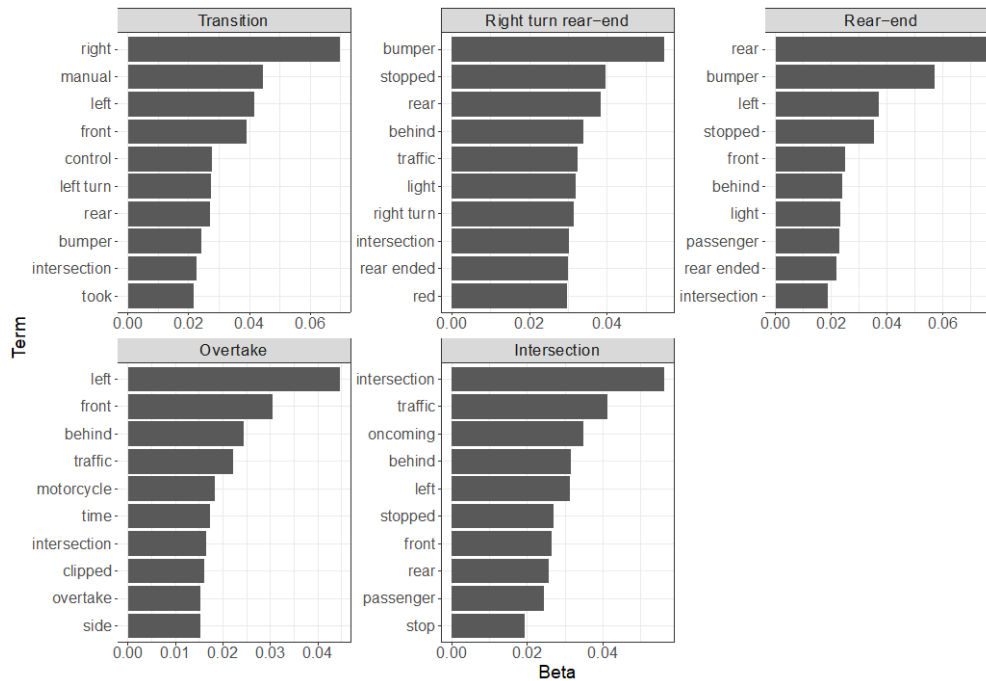 Transition
right
manual
left
front
control
left turn
rear
bumper
intersection
took
0.00 0.02 0.04 0.06
Right turn rear−end
bumper
stopped
rear
behind
traffic
light
right turn
intersection
rear ended
red
0.00 0.02 0.04
Rear−end
rear
bumper
left
stopped
front
behind
light
passenger
rear ended
intersection
0.00 0.02 0.04 0.06
Overtake
left
front
behind
traffic
motorcycle
time
intersection
clipped
overtake
side
0.00 0.01 0.02 0.03 0.04
Intersection
intersection
traffic
oncoming
behind
left
stopped
front
rear
passenger
stop
0.00 0.02 0.04
Term
Beta